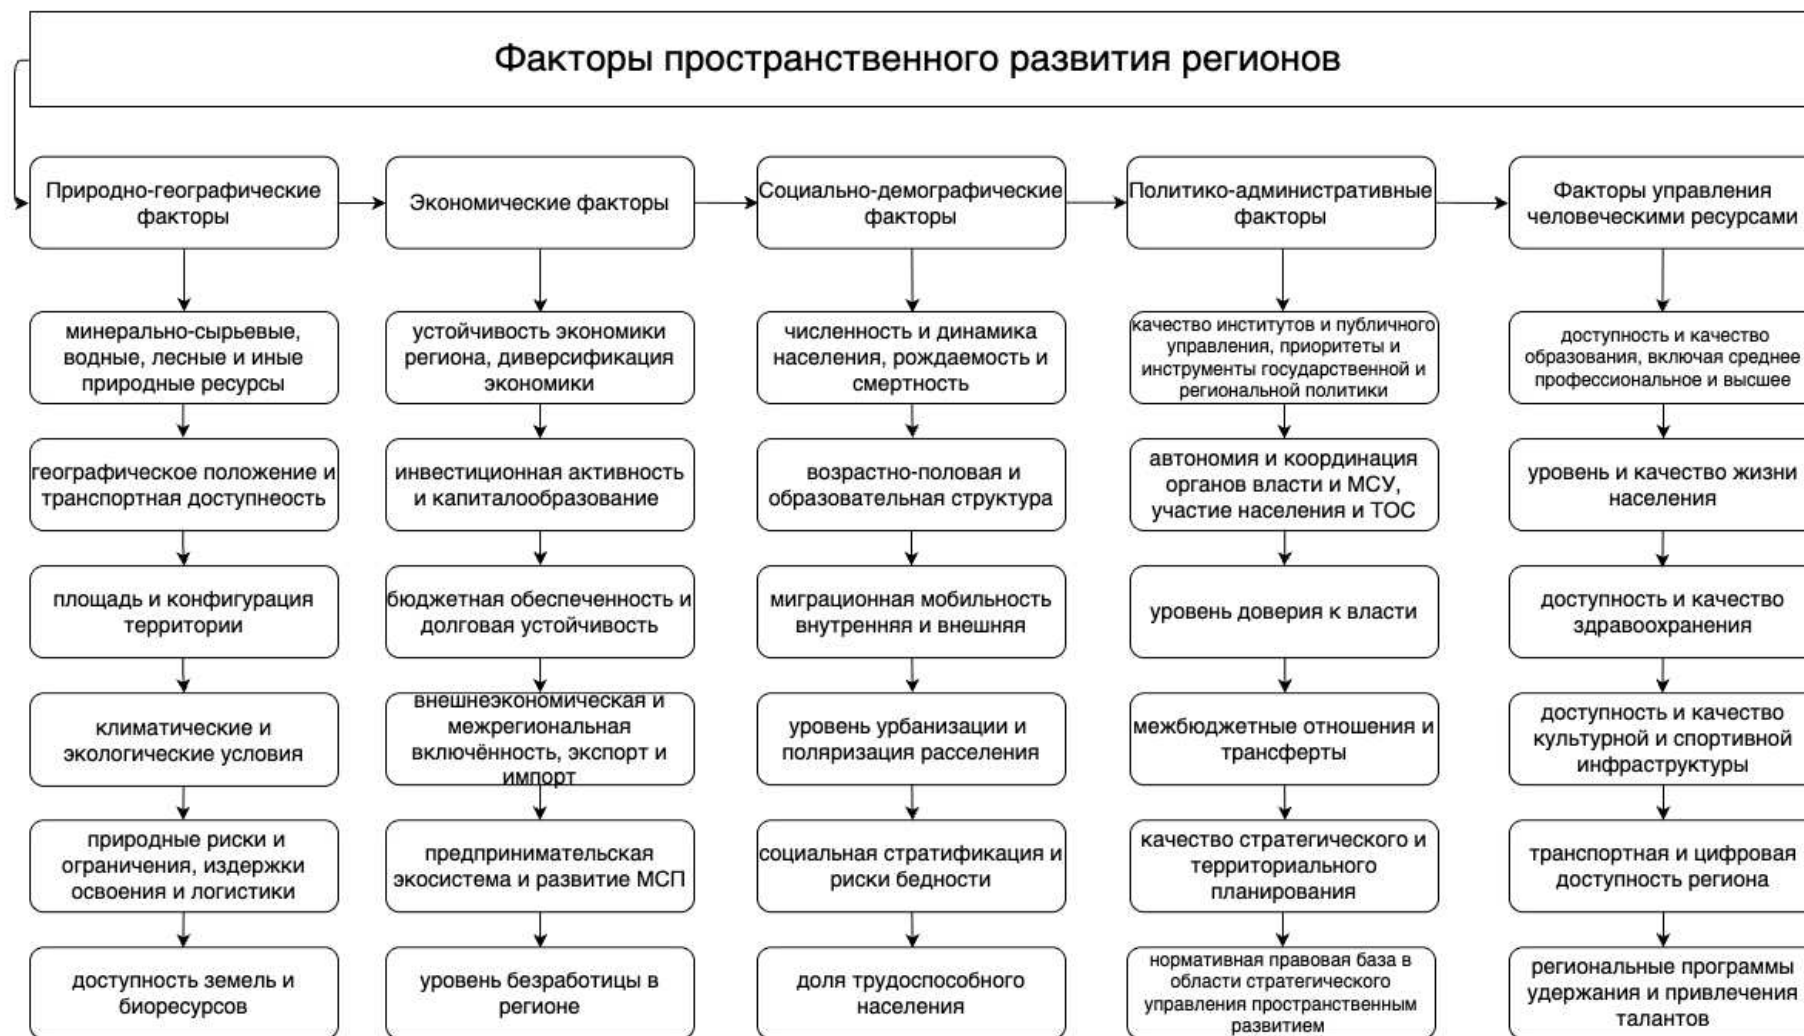 Факторы пространственного развития регионов
Природно-географические
факторы
Экономические факторы
Социально-демографические
факторы
Политико-административные
факторы
Факторы управления
человеческими ресурсами
минерально-сырьевые,
водные, лесные и иные
природные ресурсы
устойчивость экономики
региона, диверсификация
экономики
численность и динамика
населения, рождаемость и
смертность
качество институтов и публичного
управления, приоритеты и
инструменты государственной и
региональной политики
доступность и качество
образования, включая среднее
профессиональное и высшее
географическое положение и
транспортная доступнеость
инвестиционная активность
и капиталообразование
возрастно-половая и
образовательная структура
автономия и координация
органов власти и МСУ,
участие населения и ТОС
уровень и качество жизни
населения
площадь и конфигурация
территории
бюджетная обеспеченность и
долговая устойчивость
миграционная мобильность
внутренняя и внешняя
уровень доверия к власти
доступность и качество
здравоохранения
климатические и
экологические условия
внешнеэкономическая и
межрегиональная
включённость, экспорт и
импорт
уровень урбанизации и
поляризация расселения
межбюджетные отношения и
трансферты
доступность и качество
культурной и спортивной
инфраструктуры
природные риски и
ограничения, издержки
освоения и логистики
предпринимательская
экосистема и развитие МСП
социальная стратификация и
риски бедности
качество стратегического и
территориального
планирования
транспортная и цифровая
доступность региона
доступность земель и
биоресурсов
уровень безработицы в
регионе
доля трудоспособного
населения
нормативная правовая база в
области стратегического
управления пространственным
развитием
региональные программы
удержания и привлечения
талантов